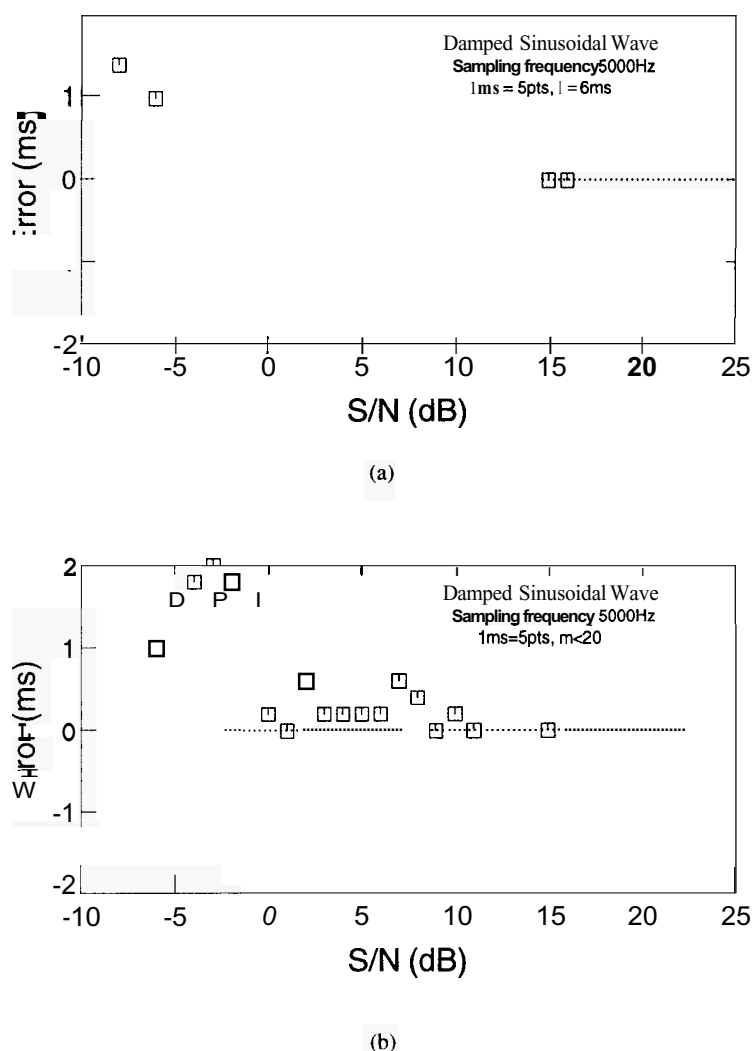 Damped Sinusoidal Wave
Sampling frequency5000Hz
1ms = 5pts, l = 6ms
1
0
-2
rror (ms)
-10 -5 0 5 10 15 20 25
S/N (dB)
(a)
2
D P I
Damped Sinusoidal Wave
Sampling frequency 5000Hz
1ms=5pts, m<20
1
0
-1
-2
(ms)
-10 -5 0 5 10 15 20 25
S/N (dB)
(b)